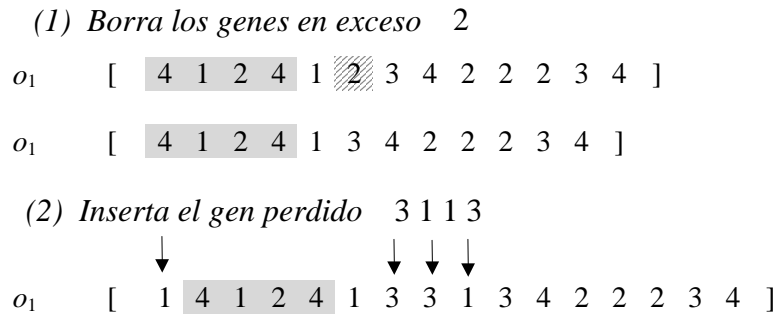 (1) Borra los genes en exceso 2
o1 [ 4 1 2 4 1 2 3 4 2 2 2 3 4 ]
o1 [ 4 1 2 4 1 3 4 2 2 2 3 4 ]
(2) Inserta el gen perdido 3 1 1 3
o1 [ 1 4 1 2 4 1 3 3 1 3 4 2 2 2 3 4 ]